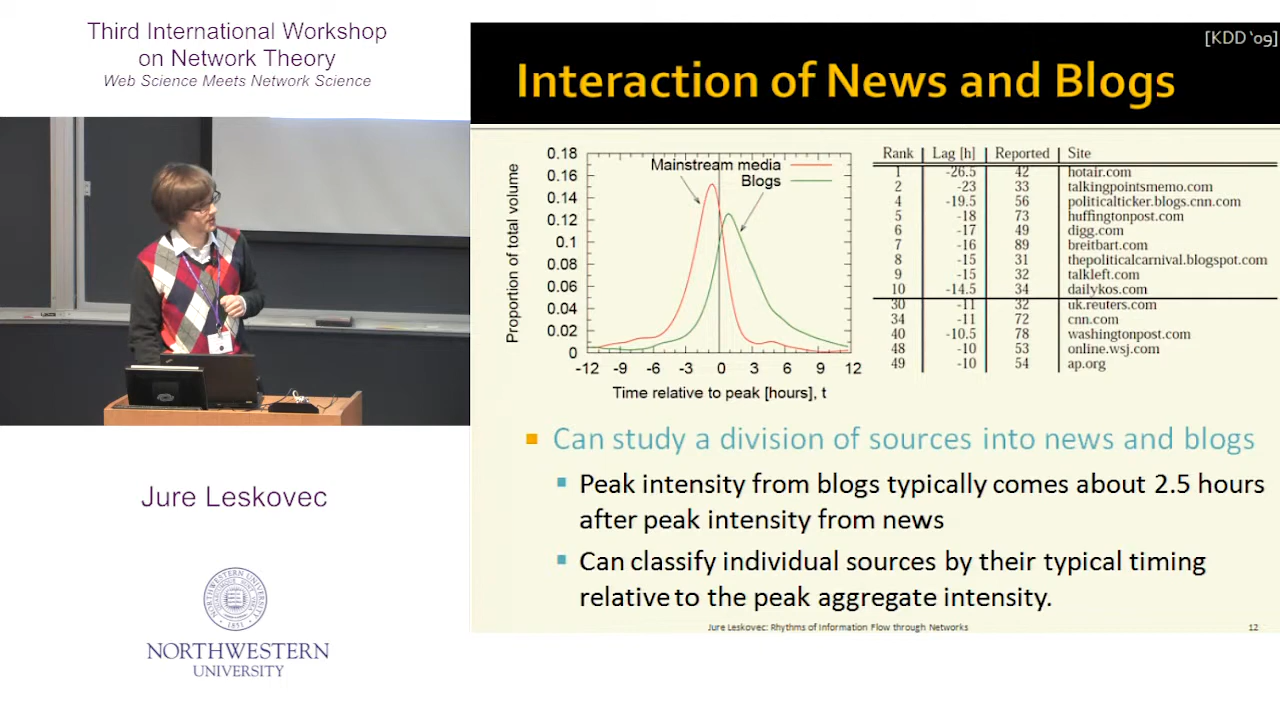 Third International Workshop
on Network Theory
Web Science Meets Network Science
Jure Leskovec
NORTHWESTERN
UNIVERSITY
[KDD '09]
Interaction of News and Blogs
Proportion of total volume
0.18
0.16
0.14
0.12
0.1
0.08
0.06
0.04
0.02
0
Mainstream media
Blogs
-12 -9 -6 -3 0 3 6 9 12
Time relative to peak [hours], t
Rank Lag [h] Reported Site
1 -26.5 42 hotair.com
2 -23 33 talkingpointsmemo.com
4 -19.5 56 politicalticker.blogs.cnn.com
5 -18 73 huffingtonpost.com
6 -17 49 digg.com
7 -16 89 breitbart.com
8 -15 31 thepoliticalcarnival.blogspot.com
9 -15 32 talkleft.com
10 -14.5 34 dailykos.com
30 -11 32 uk.reuters.com
34 -11 72 cnn.com
40 -10.5 78 washingtonpost.com
48 -10 53 online.wsj.com
49 -10 54 ap.org
Can study a division of sources into news and blogs
Peak intensity from blogs typically comes about 2.5 hours
after peak intensity from news
Can classify individual sources by their typical timing
relative to the peak aggregate intensity.
Jure Leskovec: Rhythms of Information Flow through Networks
12